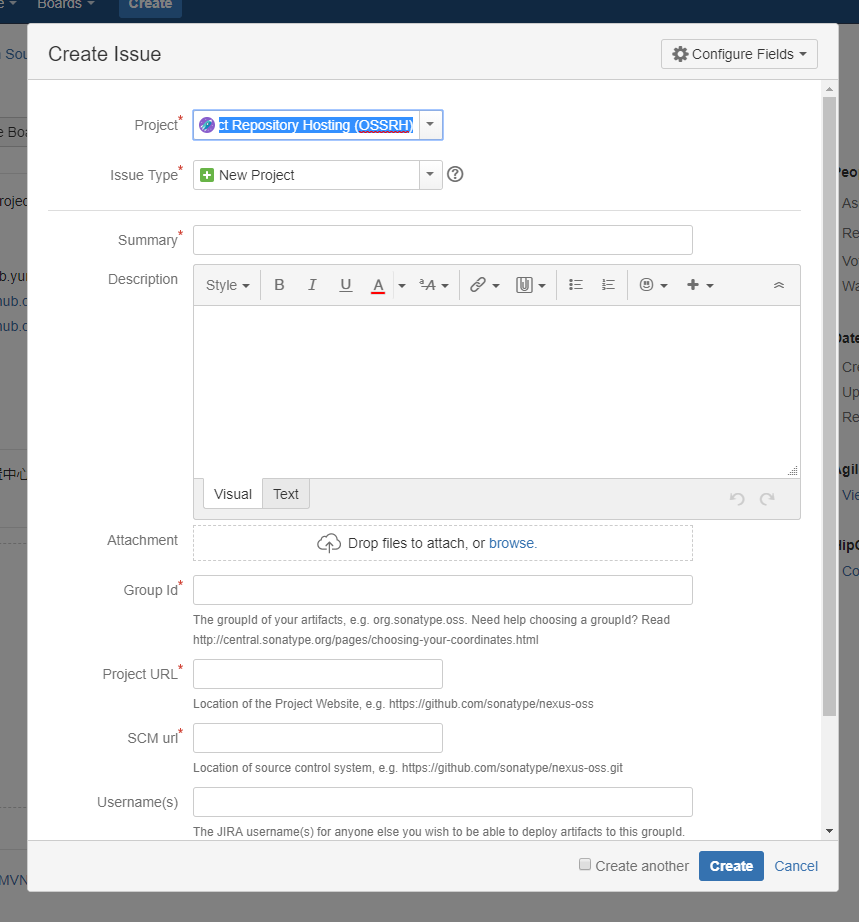 Boards
Create
Create Issue
Configure Fields
Project*
ct Repository Hosting (OSSRH)
Issue Type*
New Project
Summary*
Description
Style
B I U A ªA
Visual
Text
Attachment
Drop files to attach, or browse.
Group Id*
The groupId of your artifacts, e.g. org.sonatype.oss. Need help choosing a groupId? Read
http://central.sonatype.org/pages/choosing-your-coordinates.html
Project URL*
Location of the Project Website, e.g. https://github.com/sonatype/nexus-oss
SCM url*
Location of source control system, e.g. https://github.com/sonatype/nexus-oss.git
Username(s)
The JIRA username(s) for anyone else you wish to be able to deploy artifacts to this groupId.
Create another
Create
Cancel